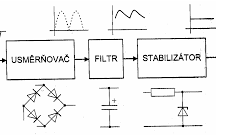 USMĚRŇOVAČ
FILTR
STABILIZÁTOR
+